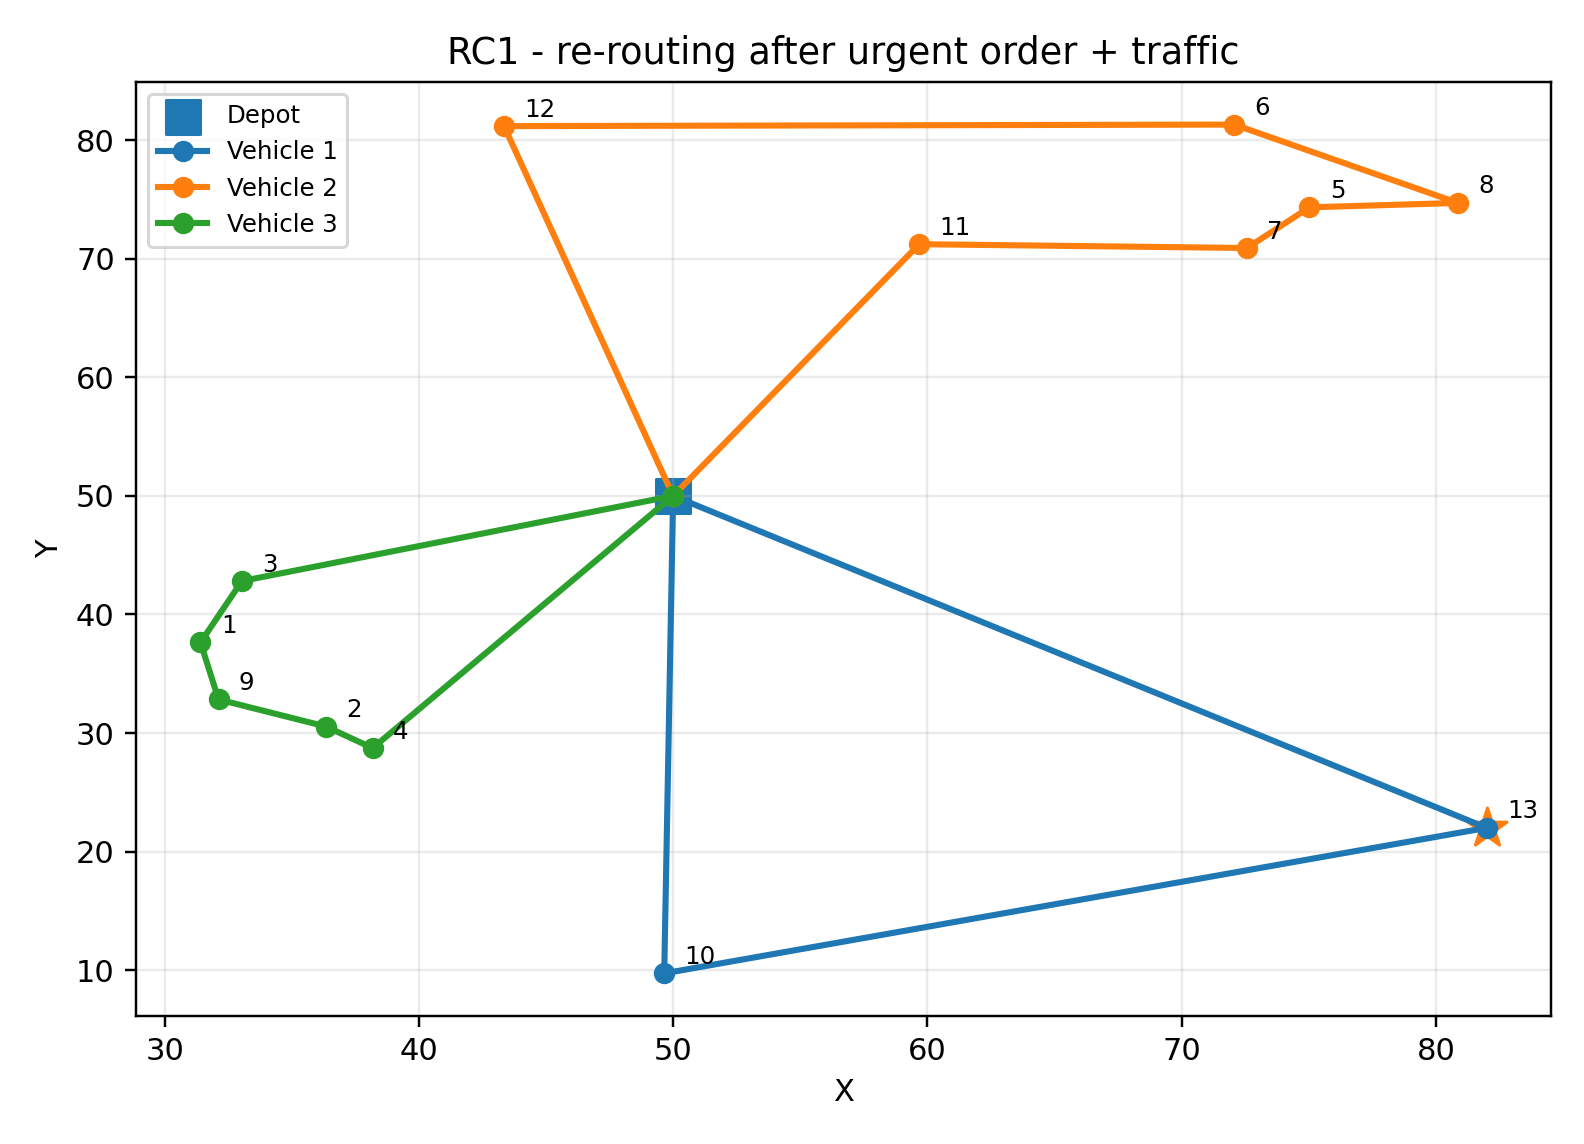 RC1 - re-routing after urgent order + traffic
Depot
Vehicle 1
Vehicle 2
Vehicle 3
12
6
8
5
7
11
3
1
9
2
4
13
10
80
70
60
50
40
30
20
10
Y
30 40 50 60 70 80
X